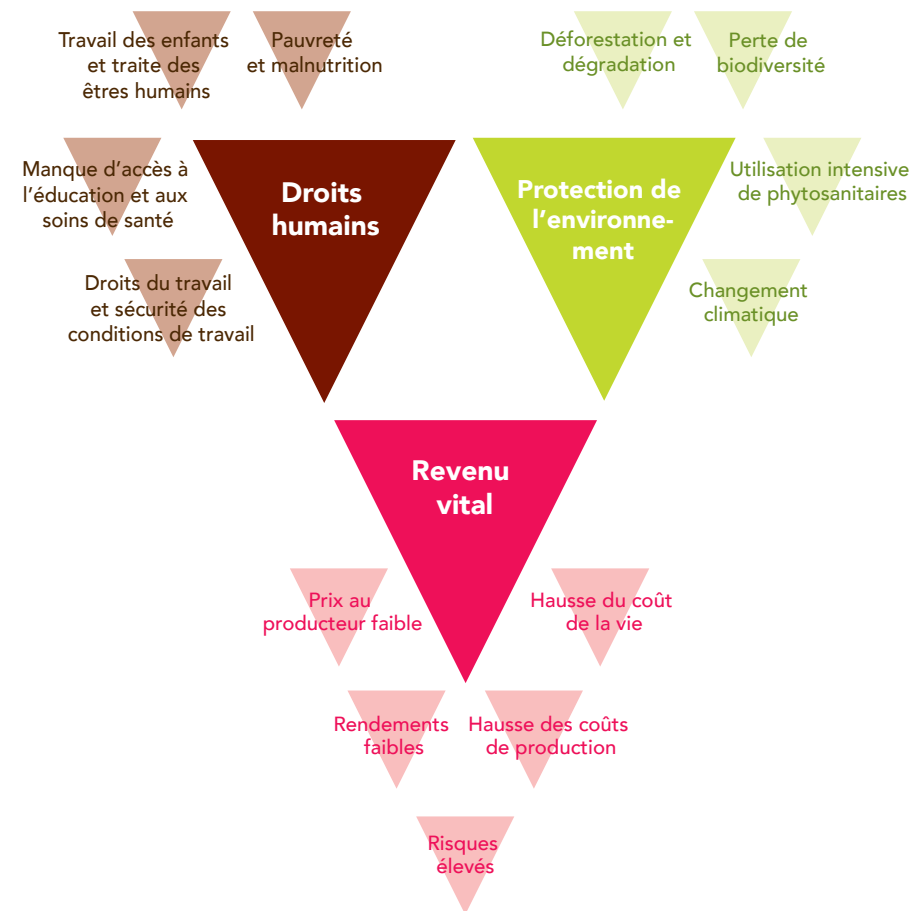 Travail des enfants
et traite des
êtres humains
Pauvreté
et malnutrition
Déforestation et
dégradation
Perte de
biodiversité
Manque d'accès à
l'éducation et aux
soins de santé
Droits
humains
Protection de
l'environne-
ment
Utilisation intensive
de phytosanitaires
Droits du travail
et sécurité des
conditions de travail
Changement
climatique
Revenu
vital
Prix au
producteur faible
Hausse du coût
de la vie
Rendements
faibles
Hausse des coûts
de production
Risques
élevés